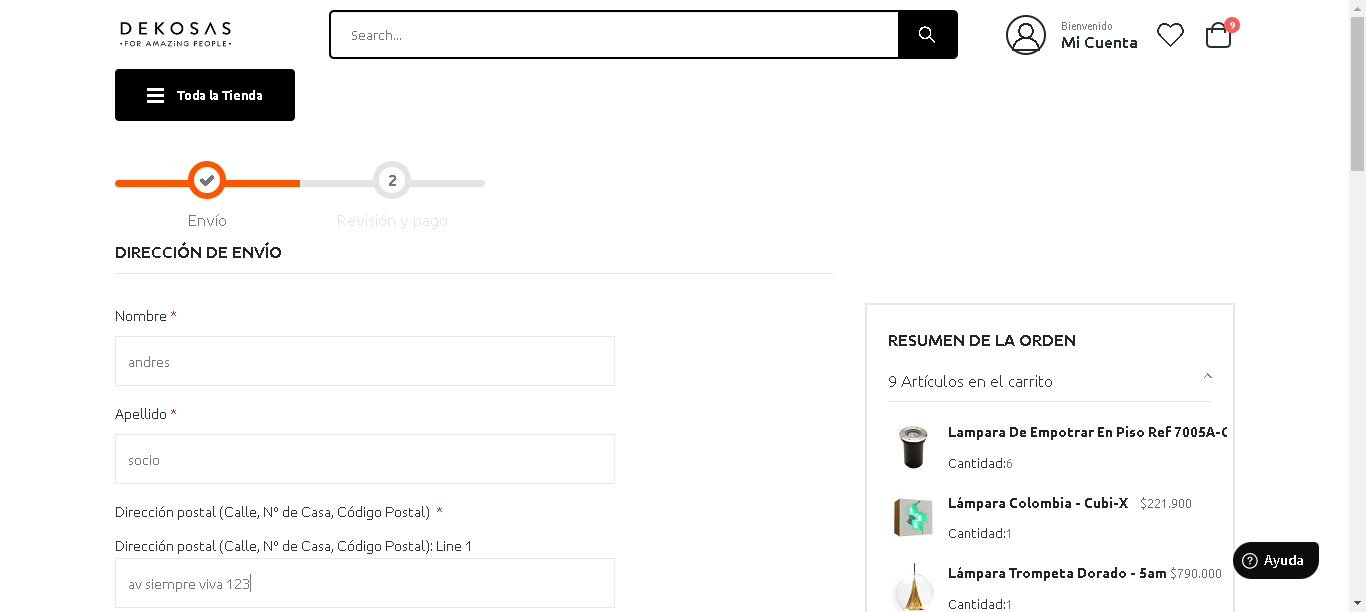 DEKOSAS
•FOR AMAZING PEOPLE•
Search...
Bienvenido
Mi Cuenta
9
Toda la Tienda
2
Envío
Revisión y pago
DIRECCIÓN DE ENVÍO
Nombre *
andres
Apellido *
socio
Dirección postal (Calle, Nº de Casa, Código Postal) *
Dirección postal (Calle, Nº de Casa, Código Postal): Line 1
av siempre viva 123
RESUMEN DE LA ORDEN
9 Artículos en el carrito
Lampara De Empotrar En Piso Ref 7005A-C
Cantidad:6
Lámpara Colombia - Cubi-X $221.900
Cantidad:1
Lámpara Trompeta Dorado - 5am $790.000
Cantidad:1
Ayuda